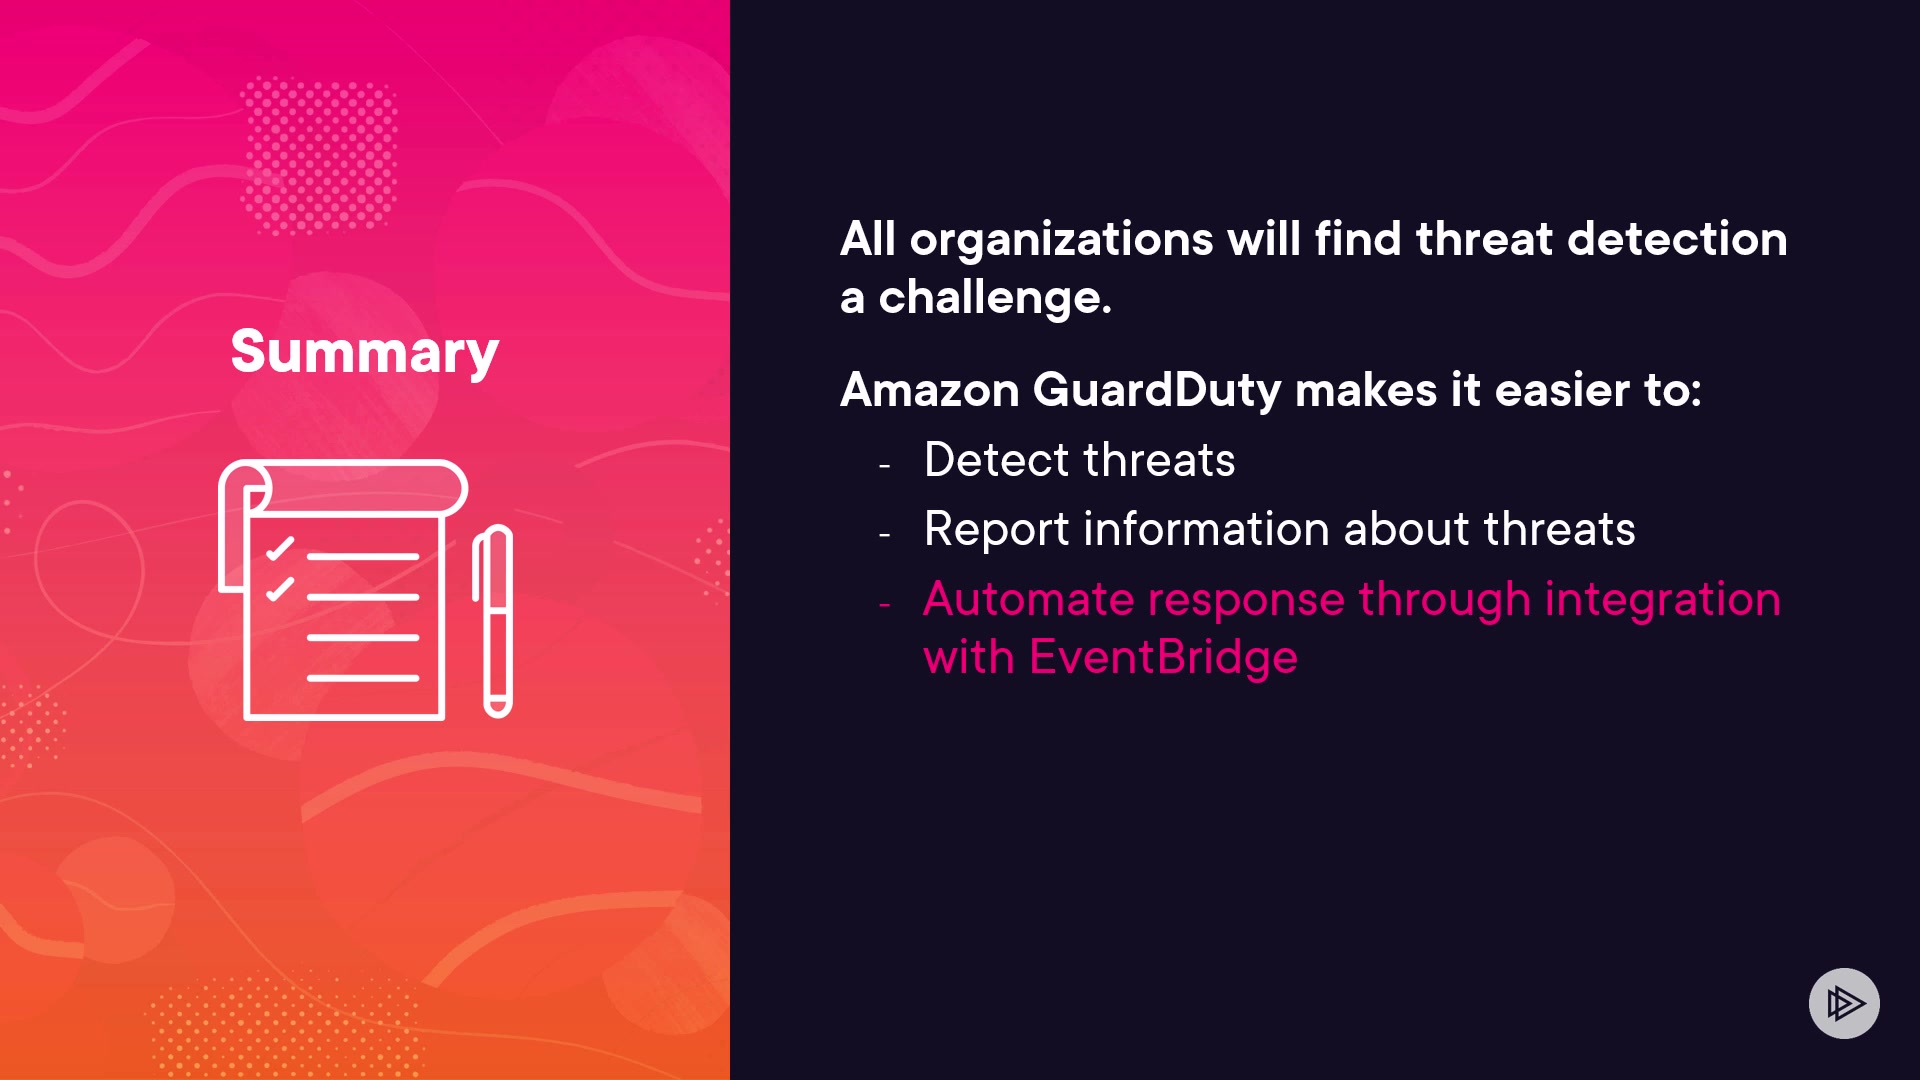 Summary
All organizations will find threat detection
a challenge.
Amazon GuardDuty makes it easier to:
- Detect threats
- Report information about threats
- Automate response through integration
with EventBridge